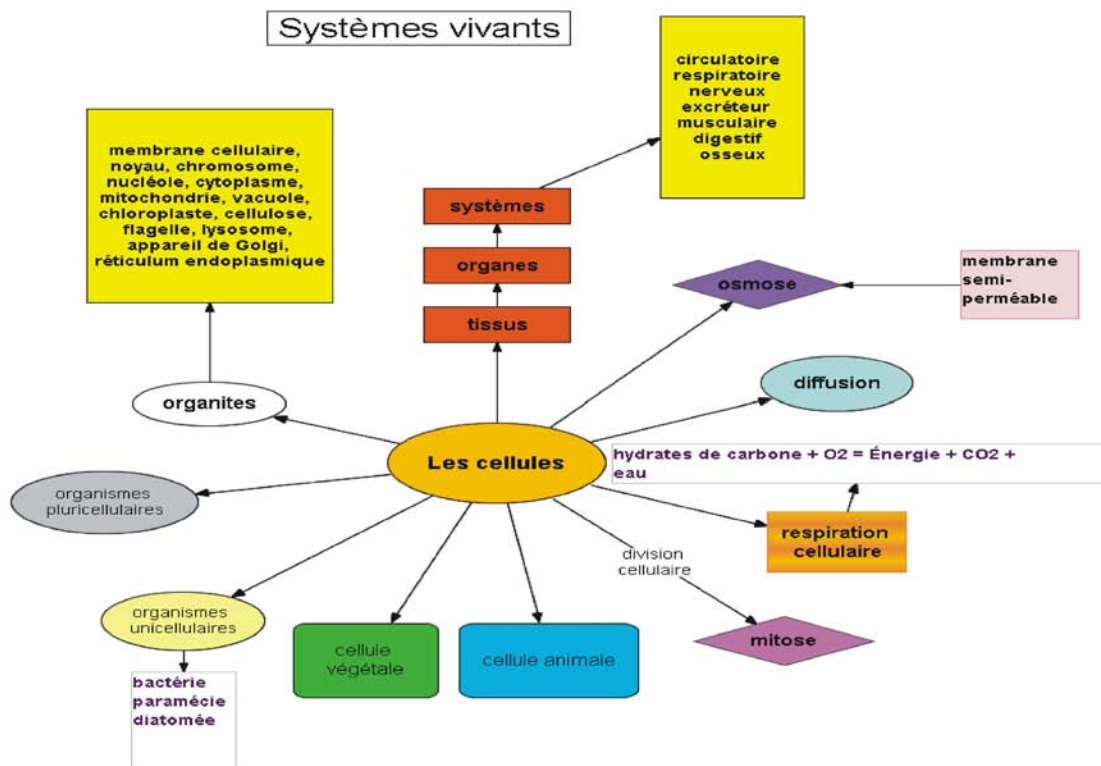 Systèmes vivants
circulatoire
respiratoire
nerveux
excréteur
musculaire
digestif
osseux
membrane cellulaire,
noyau, chromosome,
nucléole, cytoplasme,
mitochondrie, vacuole,
chloroplaste, cellulose,
flagelle, lysosome,
appareil de Golgi,
réticulum endoplasmique
systèmes
organes
tissus
osmose
membrane
semi-
perméable
diffusion
organites
Les cellules
hydrates de carbone + O2 = Énergie + CO2 +
eau
organismes
pluricellulaires
respiration
cellulaire
division
cellulaire
organismes
unicellulaires
cellule
végétale
cellule animale
mitose
bactérie
paramécie
diatomée